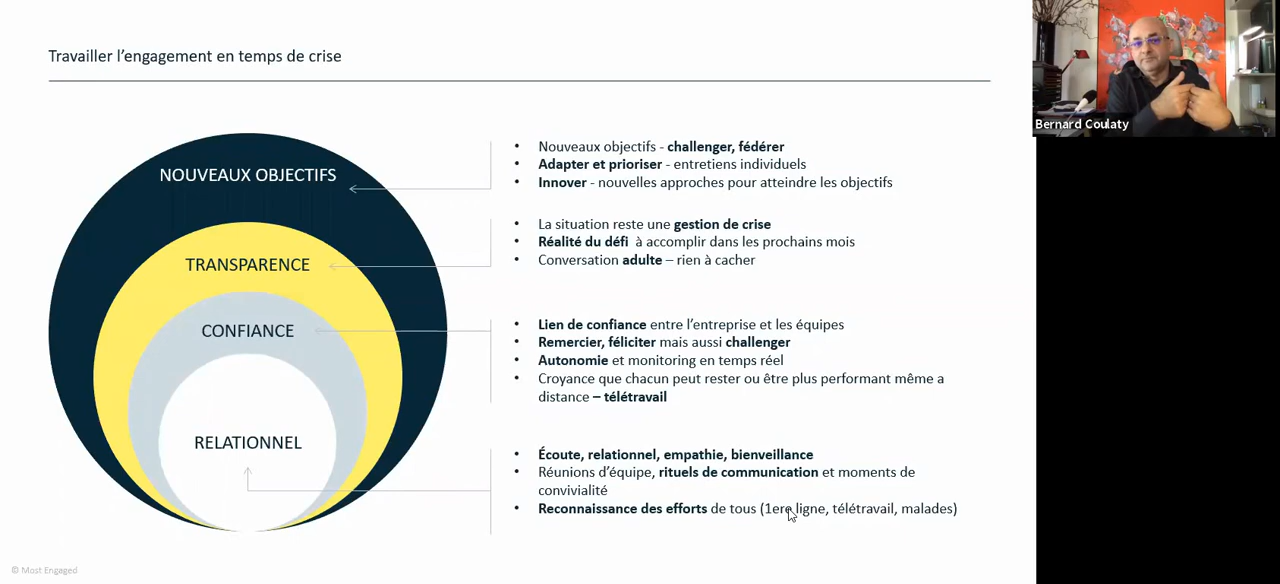 Travailler l’engagement en temps de crise
Bernard Coulaty
NOUVEAUX OBJECTIFS
• Nouveaux objectifs - challenger, fédérer
• Adapter et prioriser - entretiens individuels
• Innover - nouvelles approches pour atteindre les objectifs
TRANSPARENCE
• La situation reste une gestion de crise
• Réalité du défi à accomplir dans les prochains mois
• Conversation adulte – rien à cacher
CONFIANCE
• Lien de confiance entre l’entreprise et les équipes
• Remercier, féliciter mais aussi challenger
• Autonomie et monitoring en temps réel
• Croyance que chacun peut rester ou être plus performant même a
distance – télétravail
RELATIONNEL
• Écoute, relationnel, empathie, bienveillance
• Réunions d’équipe, rituels de communication et moments de
convivialité
• Reconnaissance des efforts de tous (1ere ligne, télétravail, malades)
© Most Engaged